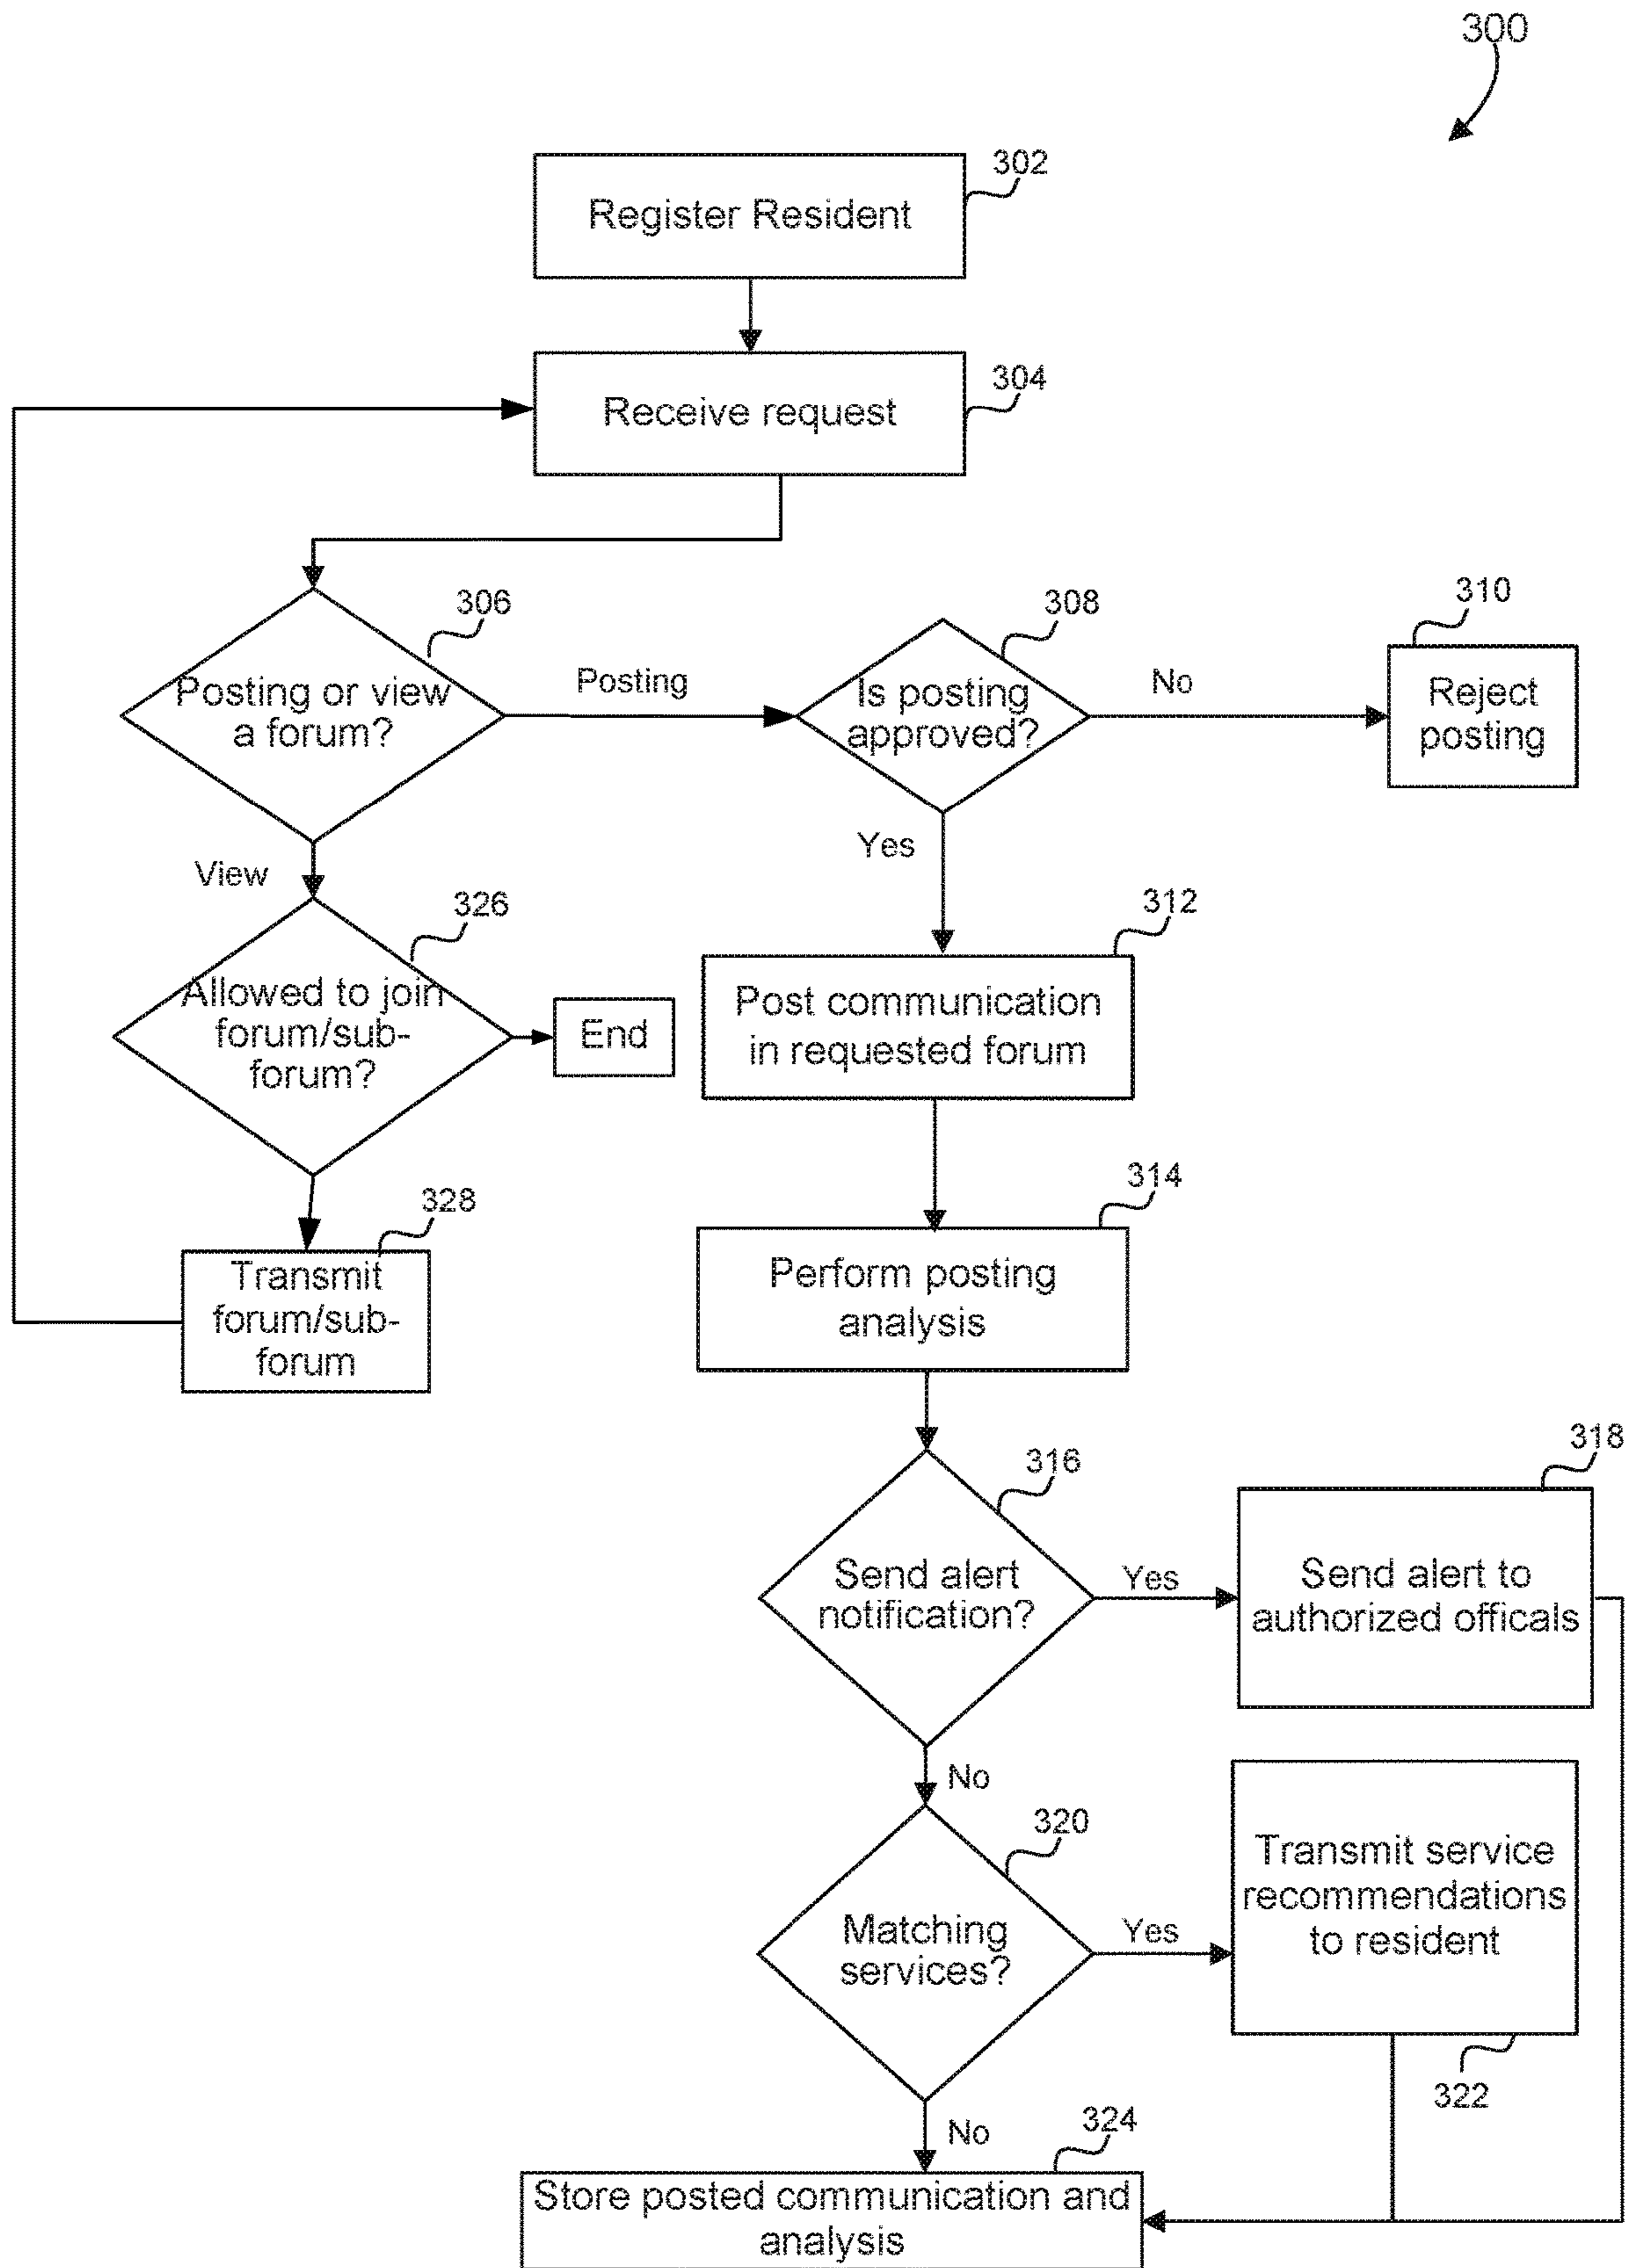 300
302
Register Resident
304
Receive request
306
308
310
Posting or view
a forum?
Posting
Is posting
approved?
No
Reject
posting
View
Yes
326
312
Allowed to join
forum/sub-
forum?
End
Post communication
in requested forum
328
314
Transmit
forum/sub-
forum
Perform posting
analysis
316
318
Send alert
notification?
Yes
Send alert to
authorized officals
No
320
Matching
services?
Yes
Transmit service
recommendations
to resident
322
No
324
Store posted communication and
analysis